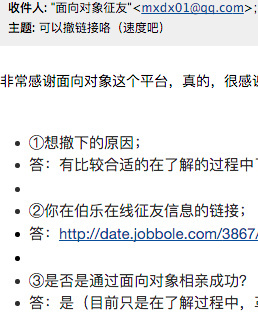 收件人: "面向对象征友"<mxdx01@qq.com>;
主题: 可以撤链接咯（速度吧）
非常感谢面向对象这个平台，真的，很感谢
①想撤下的原因；
答：有比较合适的在了解的过程中
②你在伯乐在线征友信息的链接；
答：http://date.jobbole.com/3867/
③是否是通过面向对象相亲成功？
答：是（目前只是在了解过程中，